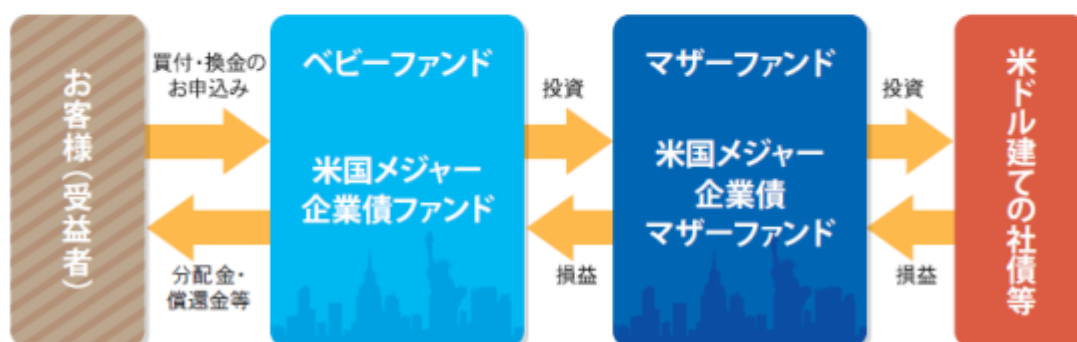 お客様(受益者)
買付・換金の
お申込み
分配金・
償還金等
ベビーファンド
米国メジャー
企業債ファンド
投資
損益
マザーファンド
米国メジャー
企業債
マザーファンド
投資
損益
米ドル建ての社債等